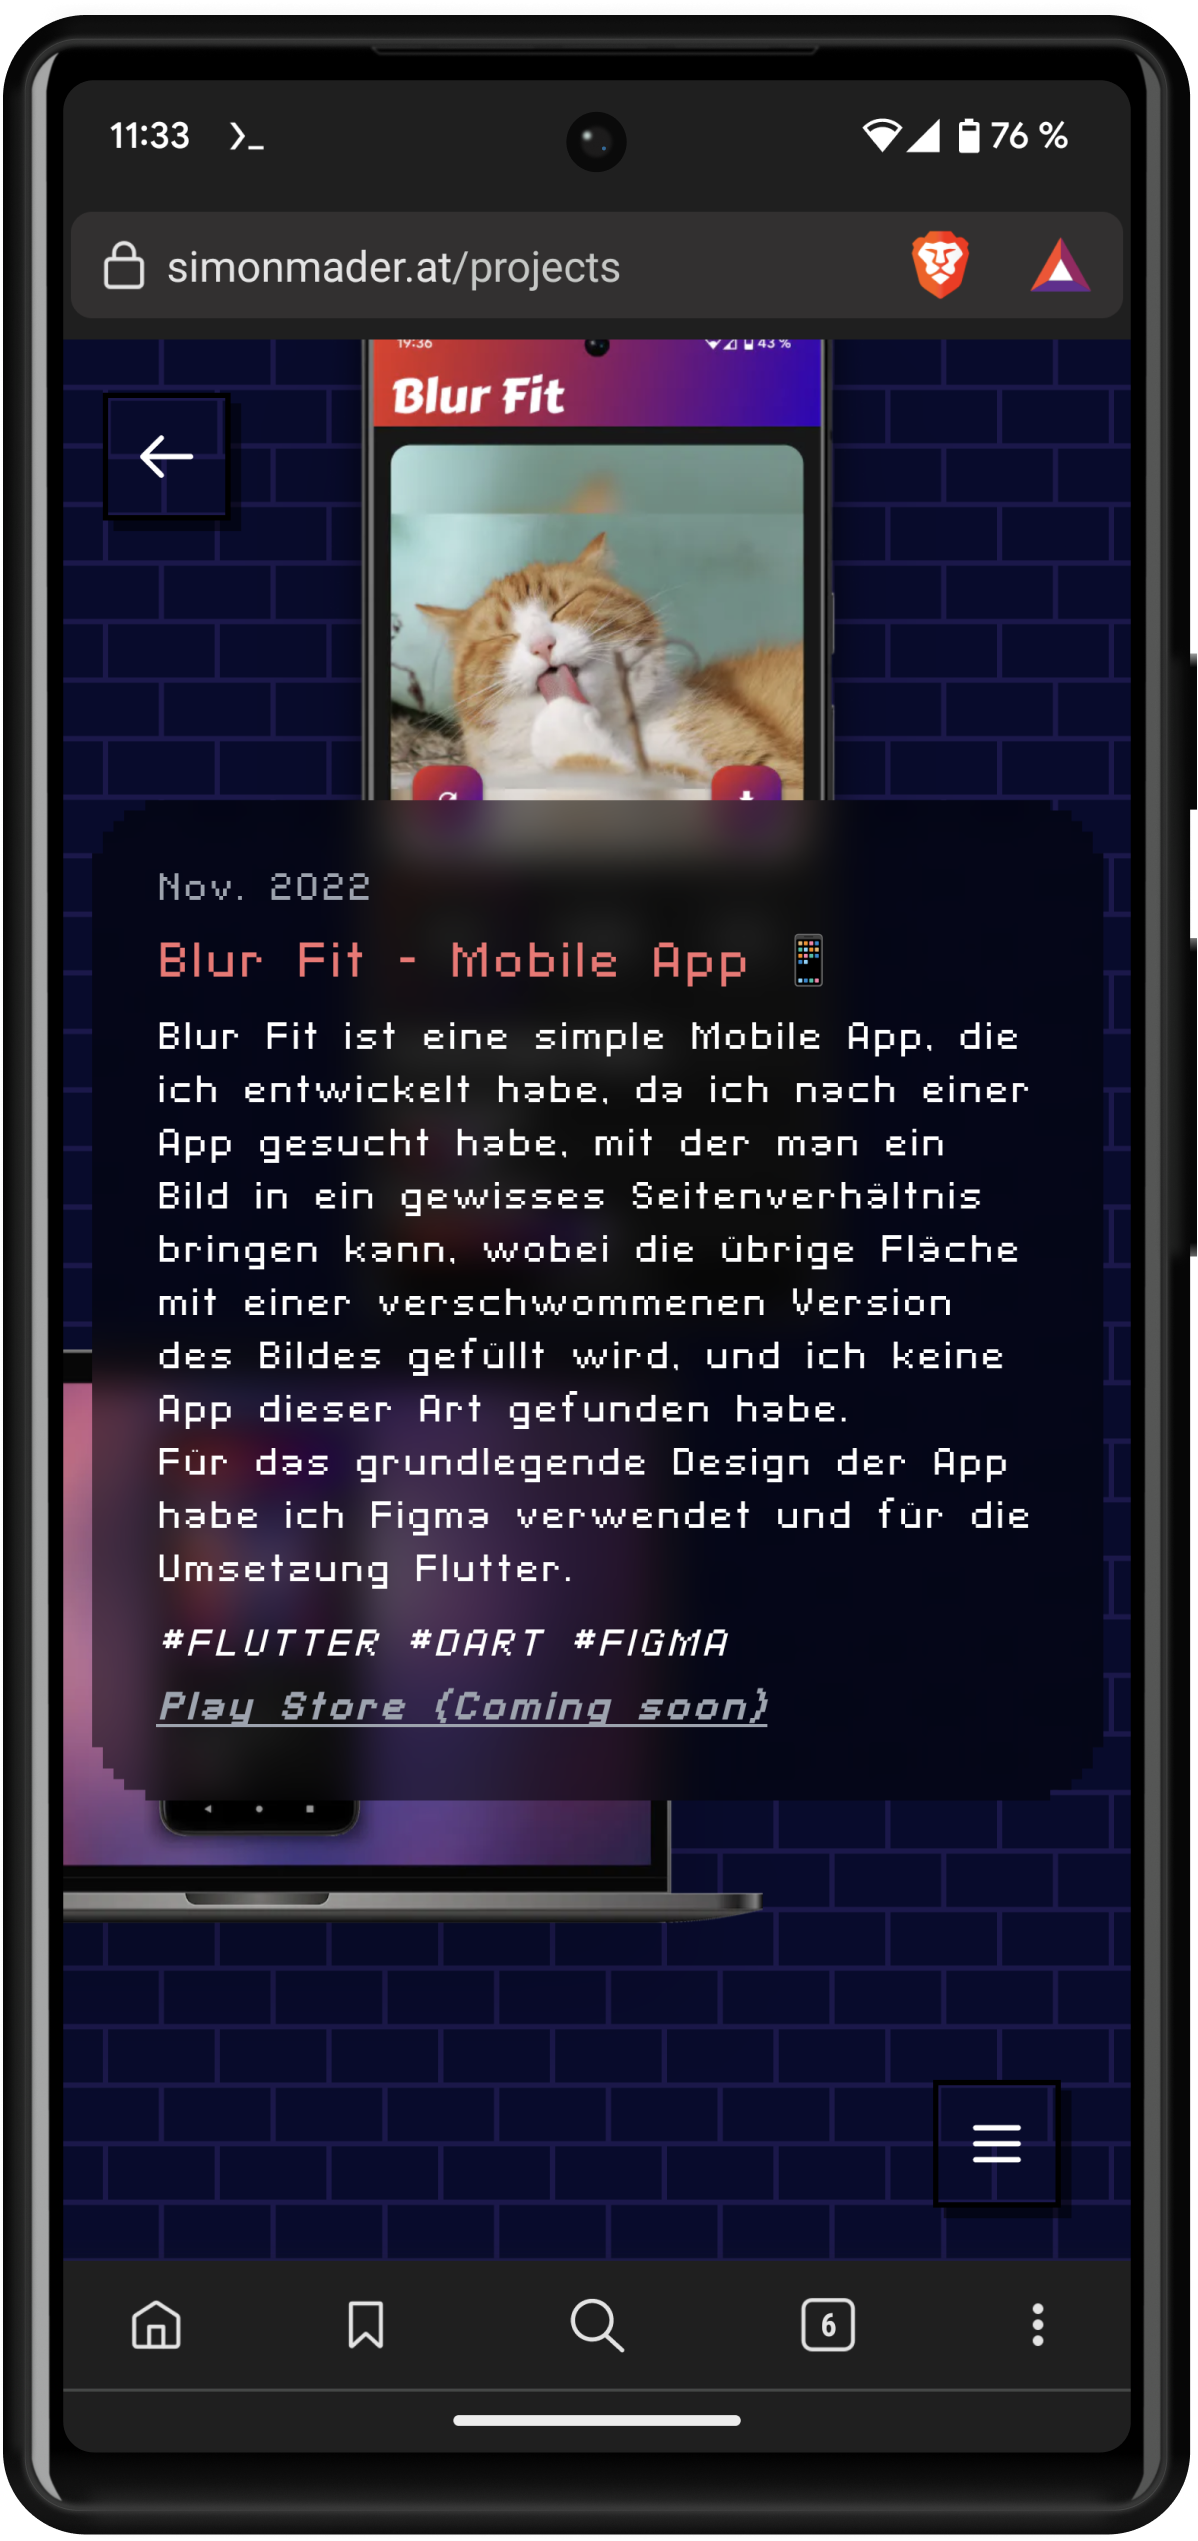 11:33
76 %
simonmader.at/projects
19:36
43 %
Blur Fit
Nov. 2022
Blur Fit - Mobile App
Blur Fit ist eine simple Mobile App, die
ich entwickelt habe, da ich nach einer
App gesucht habe, mit der man ein
Bild in ein gewisses Seitenverhältnis
bringen kann, wobei die übrige Fläche
mit einer verschwommenen Version
des Bildes gefüllt wird, und ich keine
App dieser Art gefunden habe.
Für das grundlegende Design der App
habe ich Figma verwendet und für die
Umsetzung Flutter.
#FLUTTER #DART #FIGMA
Play Store (Coming soon)
6